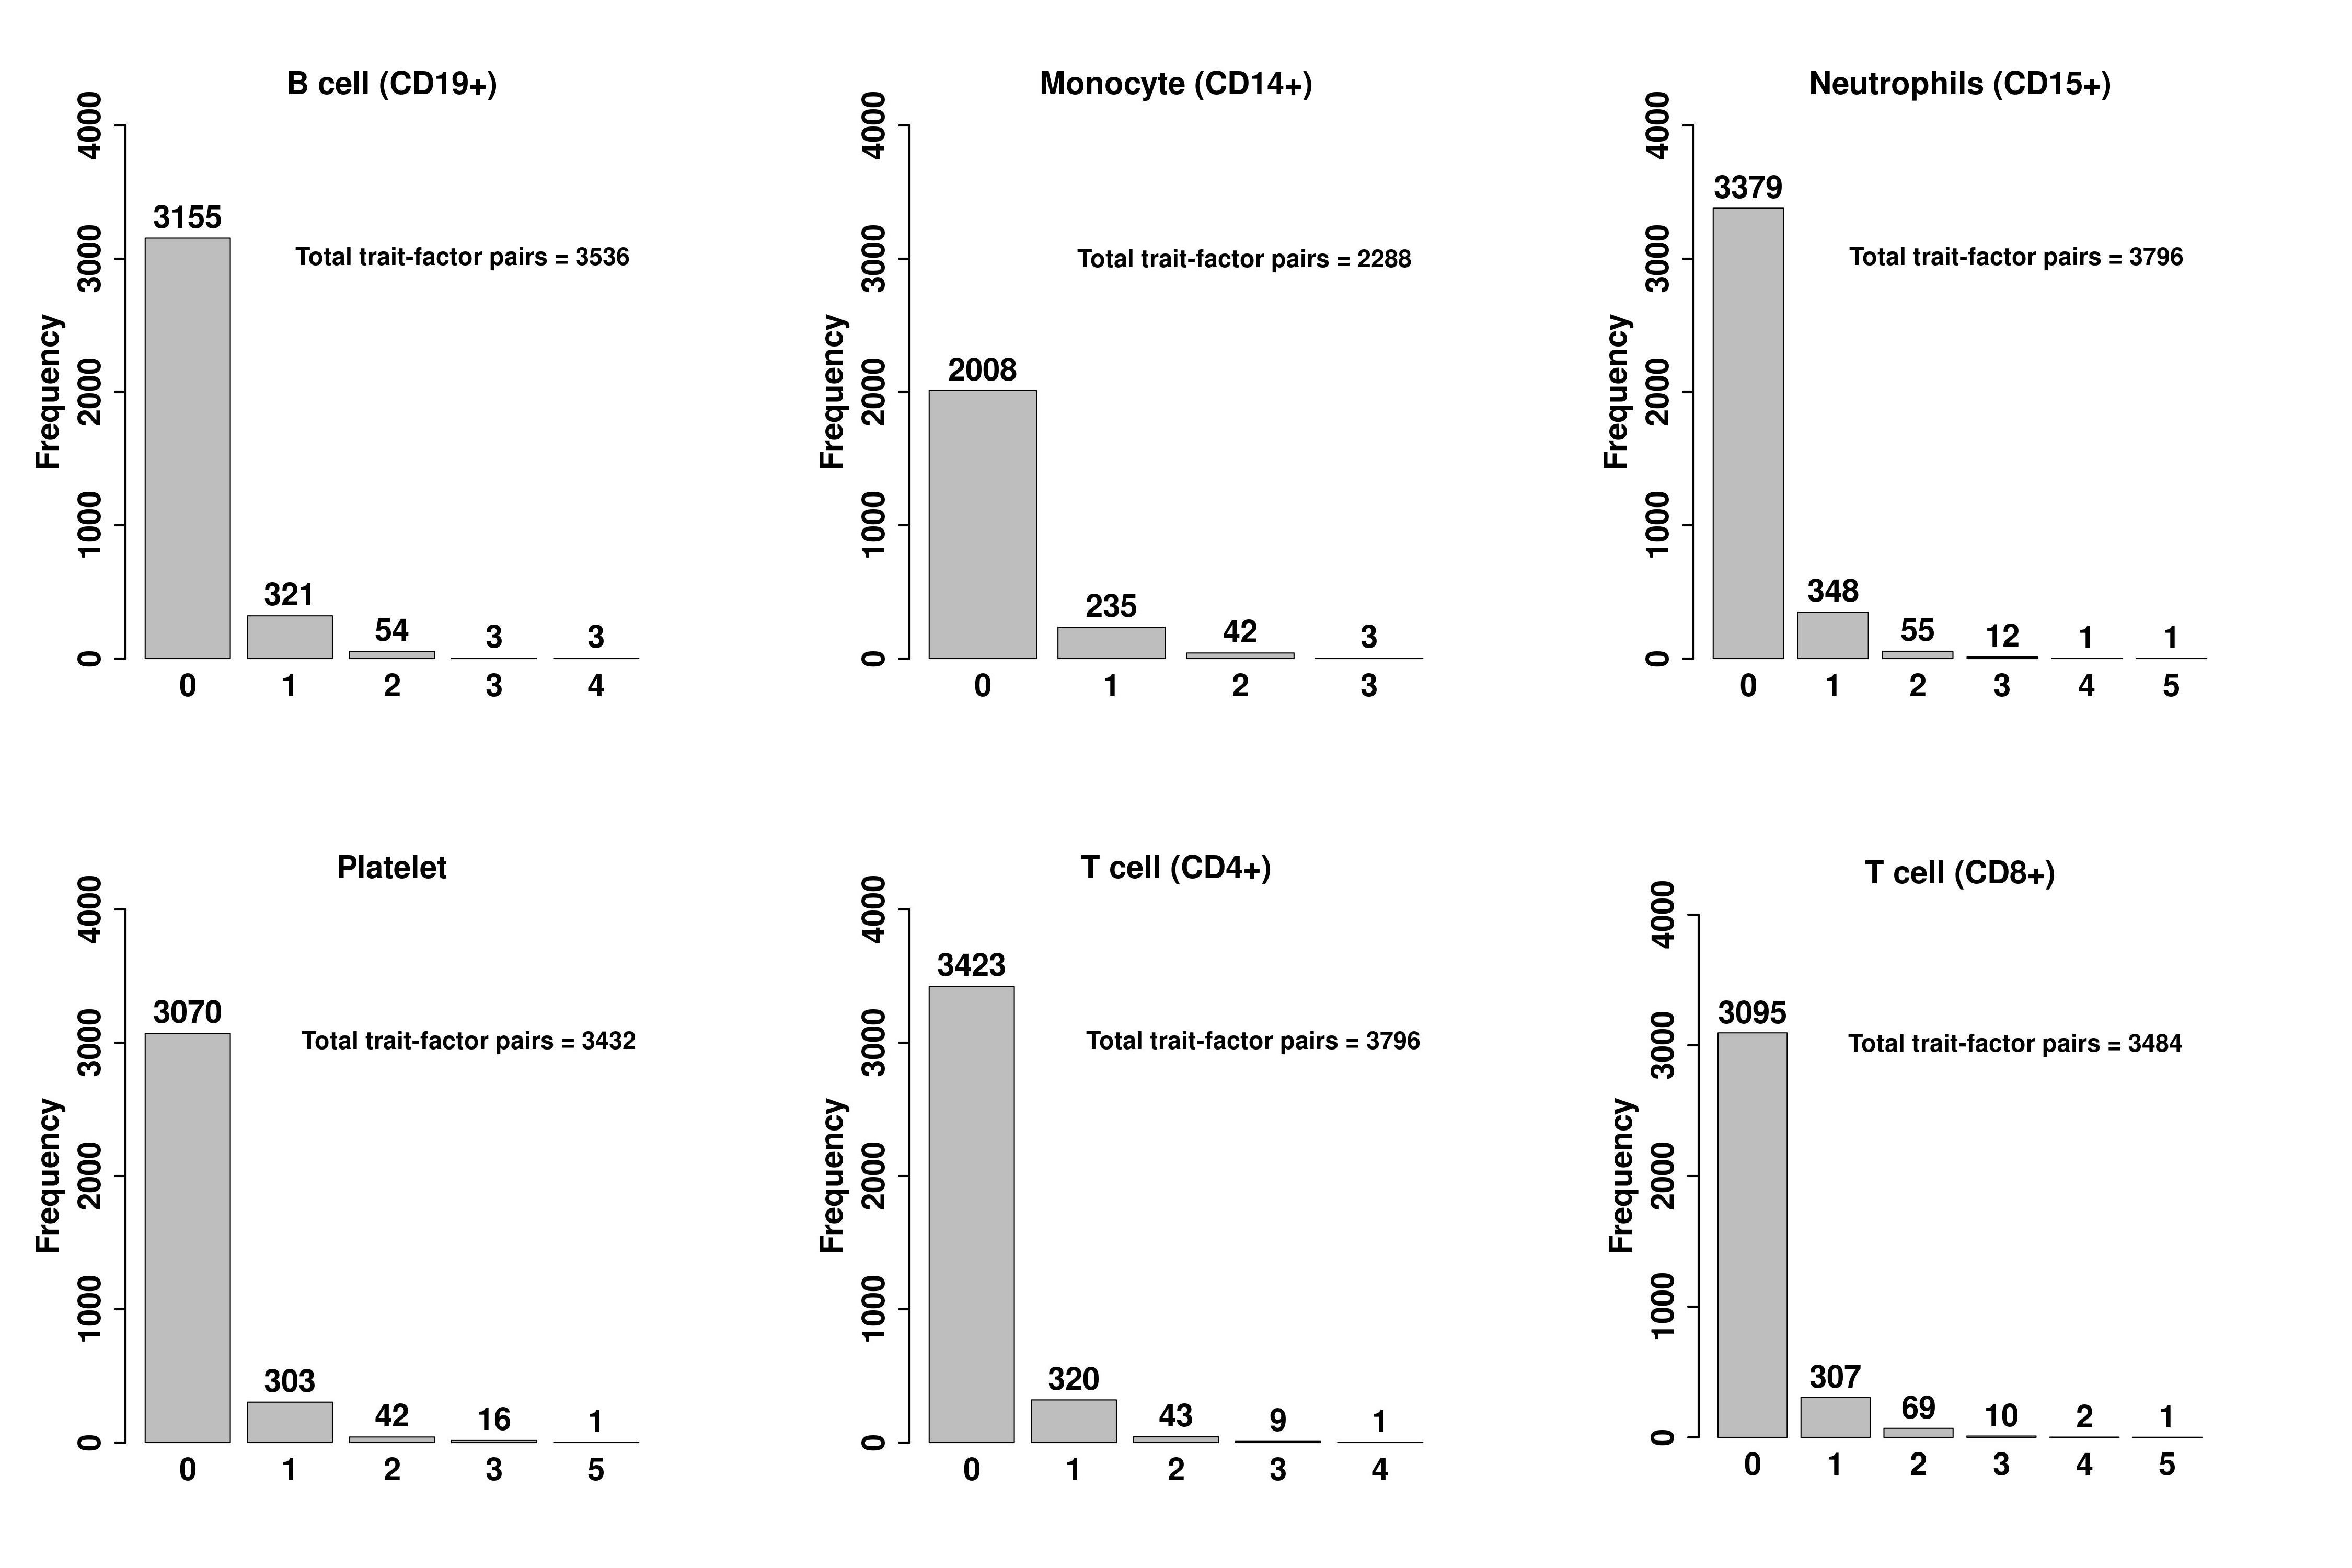 B cell (CD19+)
Frequency
4000
3000
2000
1000
0
3155
321
54
3
3
Total trait-factor pairs = 3536
0 1 2 3 4
Monocyte (CD14+)
Frequency
4000
3000
2000
1000
0
2008
235
42
3
Total trait-factor pairs = 2288
0 1 2 3
Neutrophils (CD15+)
Frequency
4000
3000
2000
1000
0
3379
348
55
12
1
1
Total trait-factor pairs = 3796
0 1 2 3 4 5
Platelet
Frequency
4000
3000
2000
1000
0
3070
303
42
16
1
Total trait-factor pairs = 3432
0 1 2 3 5
T cell (CD4+)
Frequency
4000
3000
2000
1000
0
3423
320
43
9
1
Total trait-factor pairs = 3796
0 1 2 3 4
T cell (CD8+)
Frequency
4000
3000
2000
1000
0
3095
307
69
10
2
1
Total trait-factor pairs = 3484
0 1 2 3 4 5